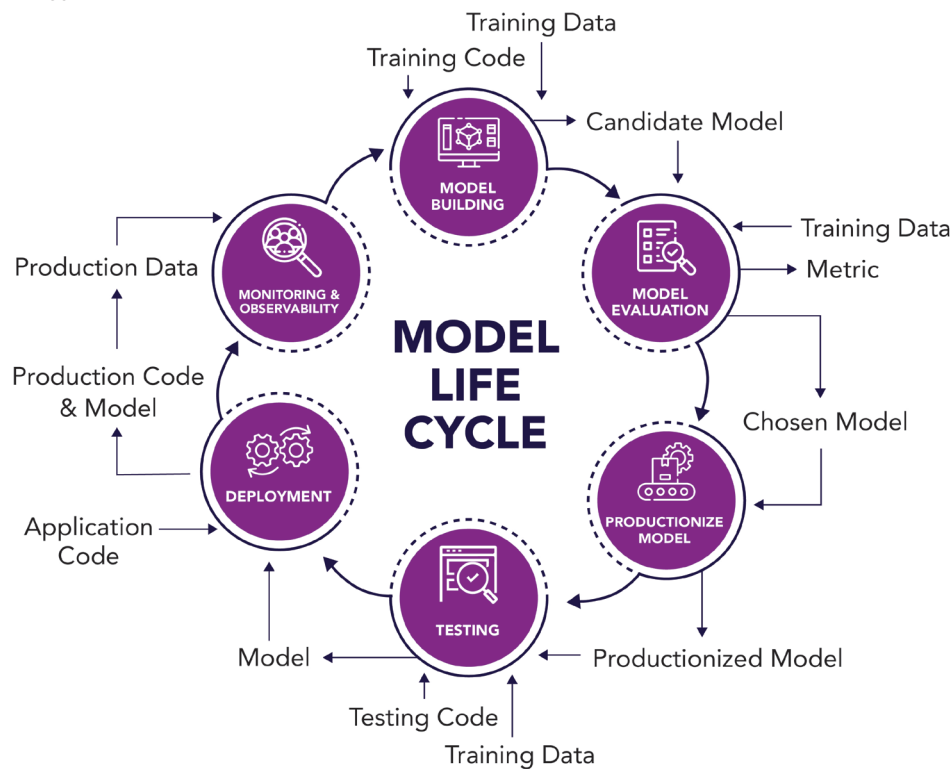 Training Data
Training Code
Candidate Model
MODEL
BUILDING
Training Data
Metric
MODEL
EVALUATION
Production Data
MONITORING &
OBSERVABILITY
MODEL
LIFE
CYCLE
Production Code
& Model
Chosen Model
DEPLOYMENT
PRODUCTIONIZE
MODEL
Application
Code
TESTING
Model
Productionized Model
Testing Code
Training Data